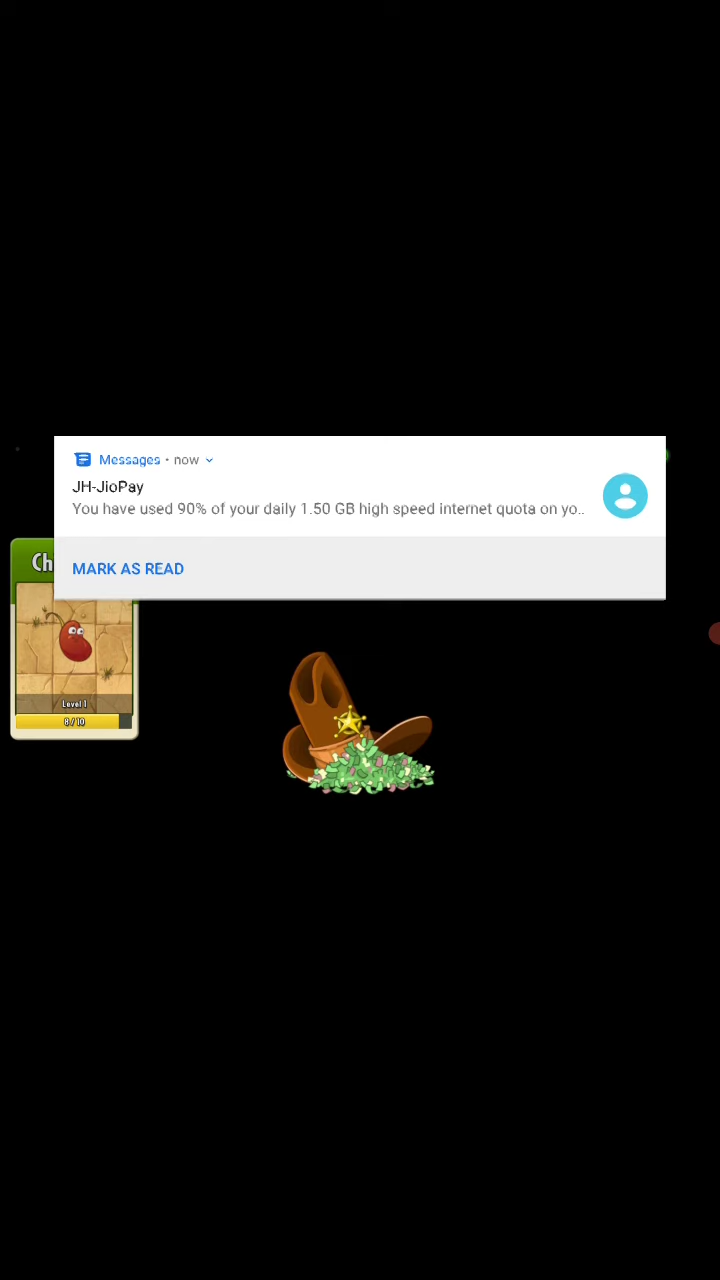 Messages • now
JH-JioPay
You have used 90% of your daily 1.50 GB high speed internet quota on yo..
MARK AS READ
Ch
Level 1
8/10